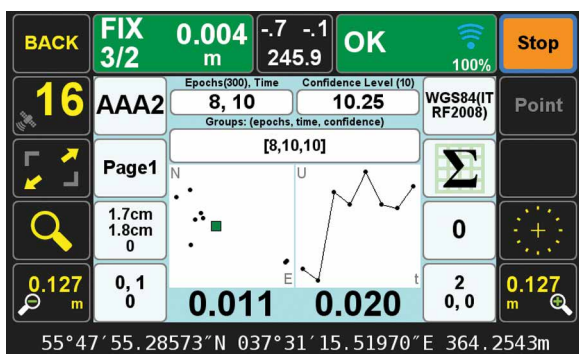 BACK
FIX 0.004
3/2 m
-.7 -.1
245.9
OK
100%
Stop
16
AAA2
Epochs(300), Time
8, 10
Confidence Level (10)
10.25
WGS84(IT
RF2008)
Point
Groups: (epochs, time, confidence)
[8,10,10]
Page1
N
U
Σ
1.7cm
1.8cm
0
0
0.127
m
0, 1
0
E
t
0.011
0.020
2
0, 0
0.127
m
55°47′55.28573″N 037°31′15.51970″E 364.2543m